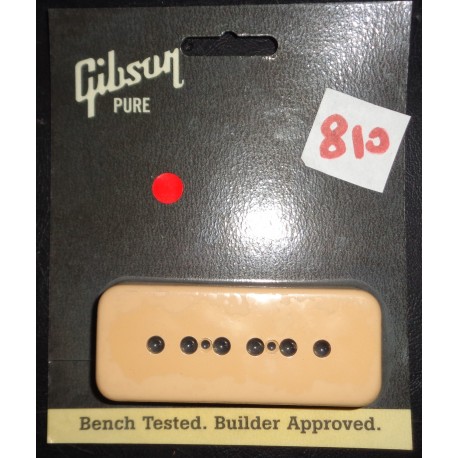 Gibson
PURE
810
Bench Tested. Builder Approved.